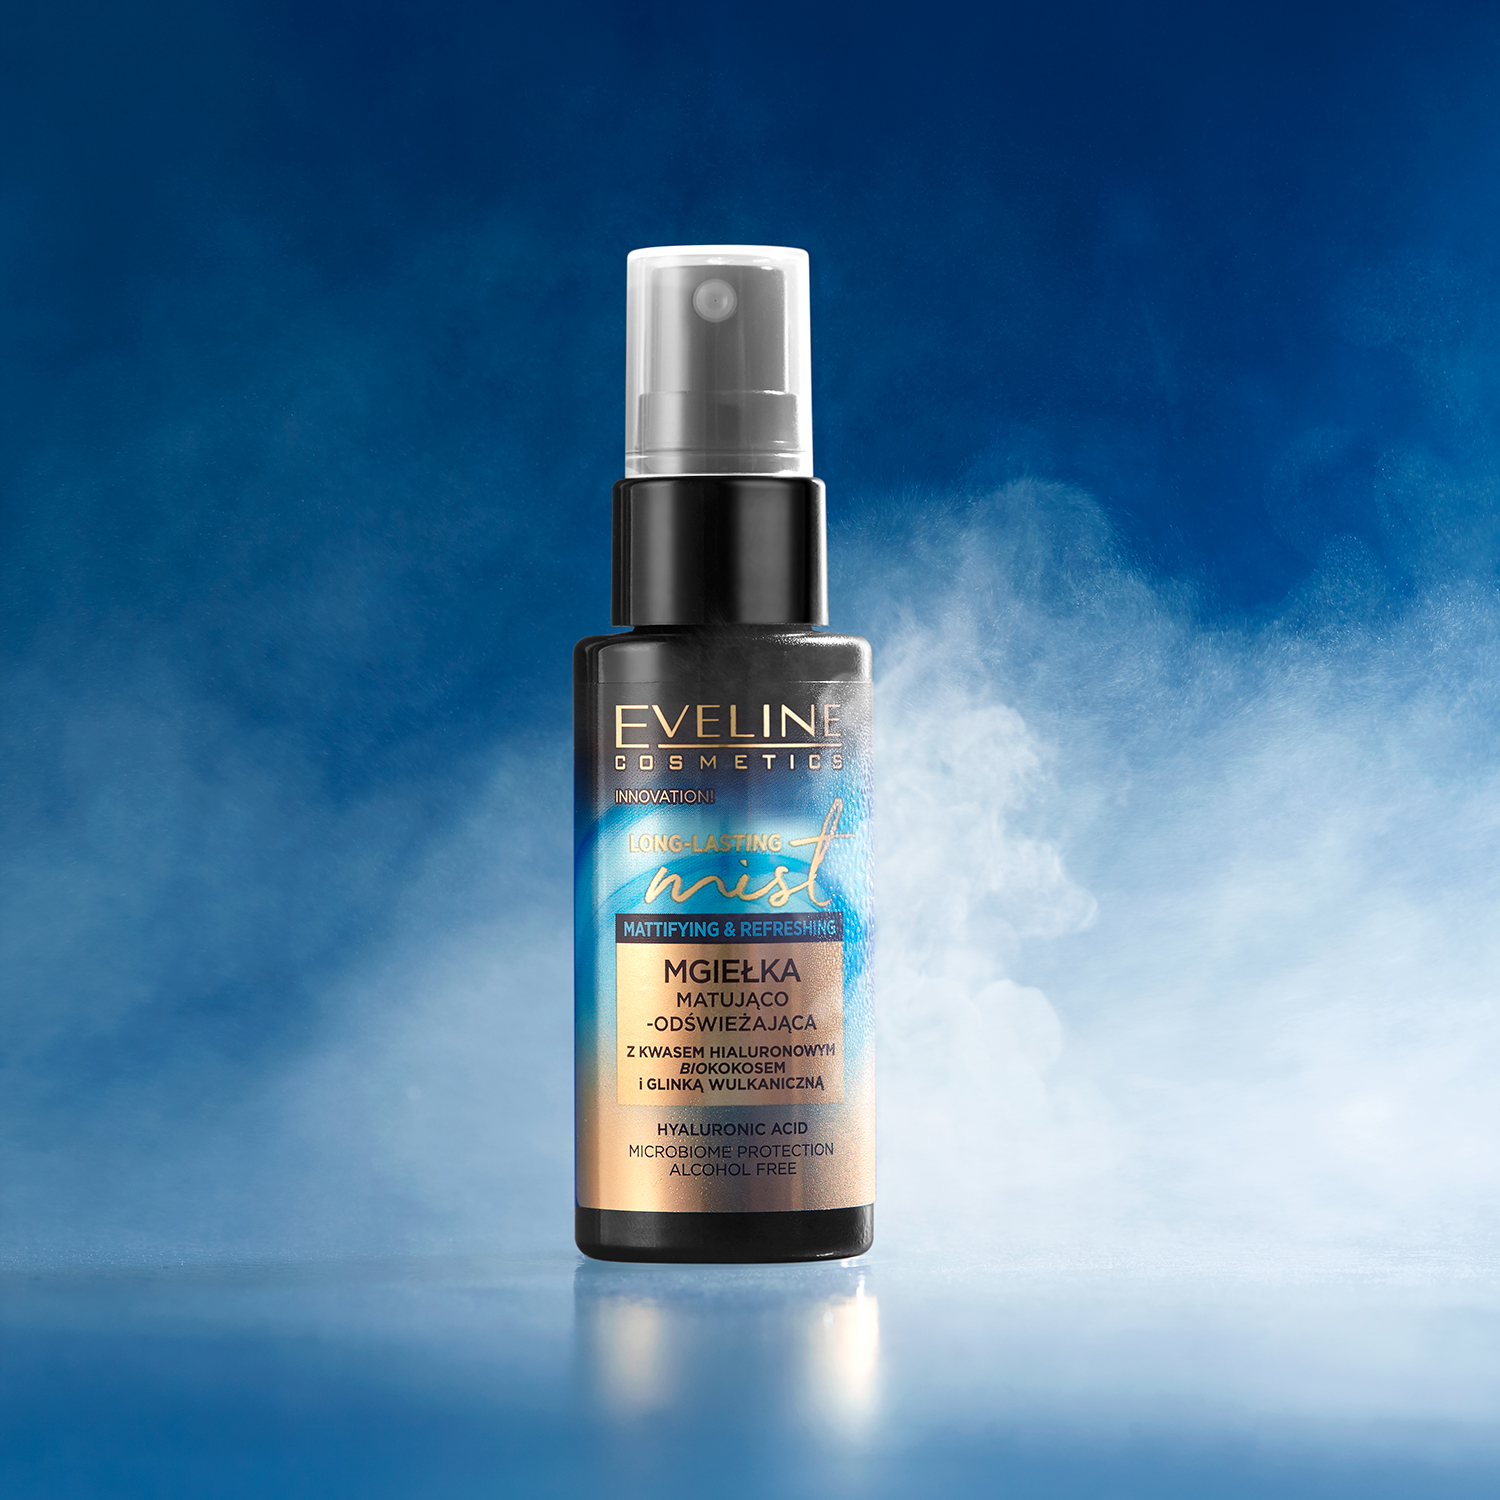 EVELINE
COSMETICS
INNOVATION!
LONG-LASTING
mist
MATTIFYING & REFRESHING
MGIEŁKA
MATUJĄCO
-ODŚWIEŻAJĄCA
Z KWASEM HIALURONOWYM
BIOKOKOSEM
i GLINKĄ WULKANICZNĄ
HYALURONIC ACID
MICROBIOME PROTECTION
ALCOHOL FREE